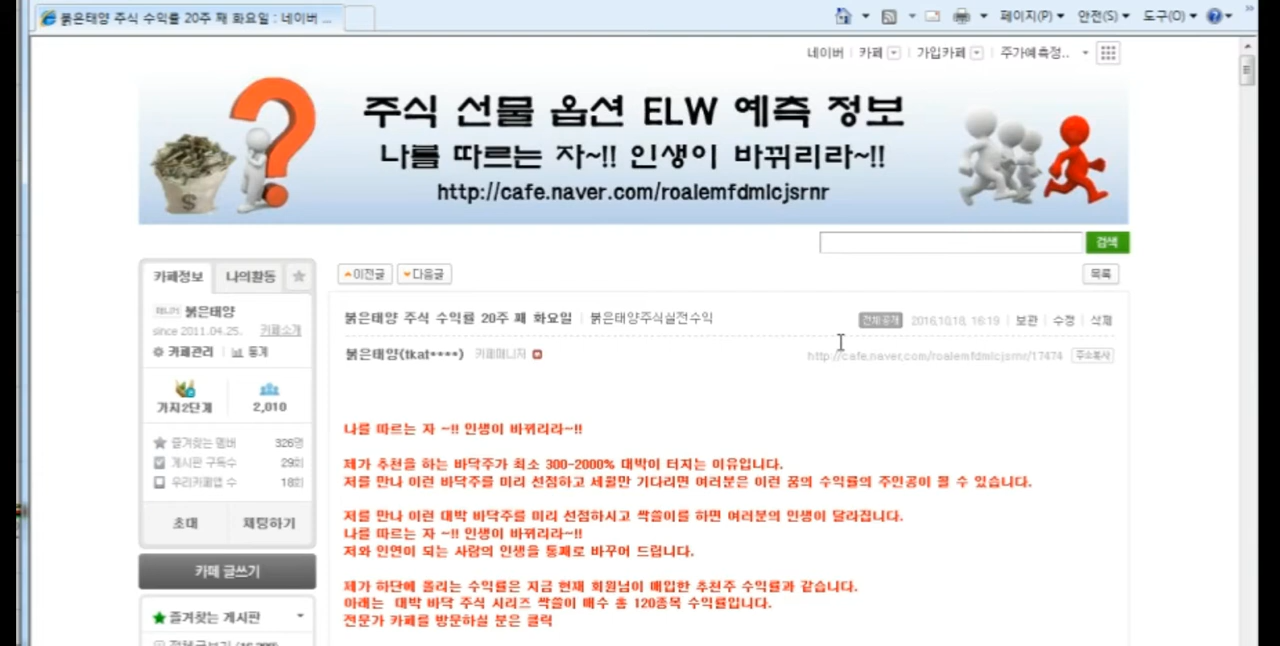 붉은태양 주식 수익률 20주 째 화요일 : 네이버 ...
페이지(P) 안전(S) 도구(O)
네이버 카페 가입카페 주가예측정..
주식 선물 옵션 ELW 예측 정보
나를 따르는 자~!! 인생이 바뀌리라~!!
http://cafe.naver.com/roalemfdmlcjsrnr
검색
카페정보 나의활동
이전글 다음글 목록
매니저 붉은태양
since 2011.04.25. 카페소개
카페관리 통계
가지2단계 2,010
즐겨찾는 멤버 326명
게시판 구독수 29회
우리카페앱 수 18회
초대 채팅하기
카페 글쓰기
즐겨찾는 게시판
붉은태양 주식 수익률 20주 째 화요일 | 붉은태양주식실전수익 전체공개 2016.10.18. 16:19 보관 수정 삭제
붉은태양(tkat****) 카페매니저 http://cafe.naver.com/roalemfdmlcjsrnr/17474 주소복사
나를 따르는 자 ~!! 인생이 바뀌리라~!!
제가 추천을 하는 바닥주가 최소 300-2000% 대박이 터지는 이유입니다.
저를 만나 이런 바닥주를 미리 선점하고 세월만 기다리면 여러분은 이런 꿈의 수익률의 주인공이 될 수 있습니다.
저를 만나 이런 대박 바닥주를 미리 선점하시고 싹쓸이를 하면 여러분의 인생이 달라집니다.
나를 따르는 자 ~!! 인생이 바뀌리라~!!
저와 인연이 되는 사람의 인생을 통째로 바꾸어 드립니다.
제가 하단에 올리는 수익률은 지금 현재 회원님이 매입한 추천주 수익률과 같습니다.
아래는 대박 바닥 주식 시리즈 싹쓸이 매수 총 120종목 수익률입니다.
전문가 카페를 방문하실 분은 클릭